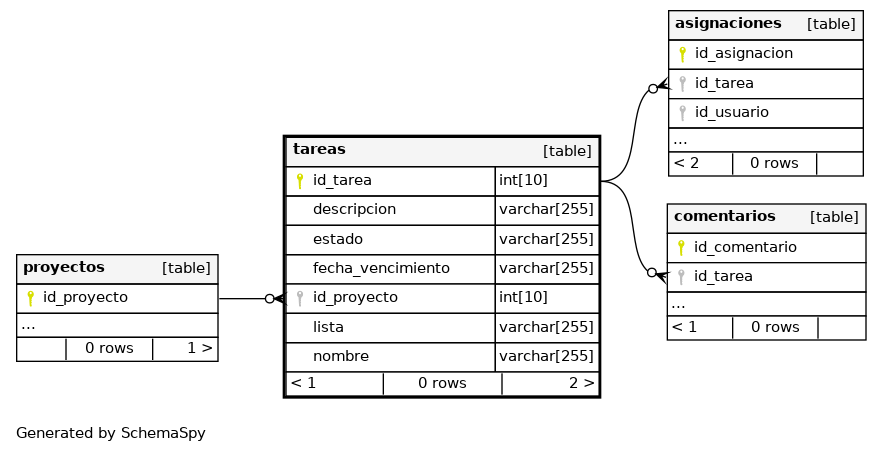 asignaciones [table]
id_asignacion
id_tarea
id_usuario
...
< 2 0 rows
tareas [table]
id_tarea int[10]
descripcion varchar[255]
estado varchar[255]
fecha_vencimiento varchar[255]
id_proyecto int[10]
lista varchar[255]
nombre varchar[255]
< 1 0 rows 2 >
comentarios [table]
id_comentario
id_tarea
...
< 1 0 rows
proyectos [table]
id_proyecto
...
0 rows 1 >
Generated by SchemaSpy